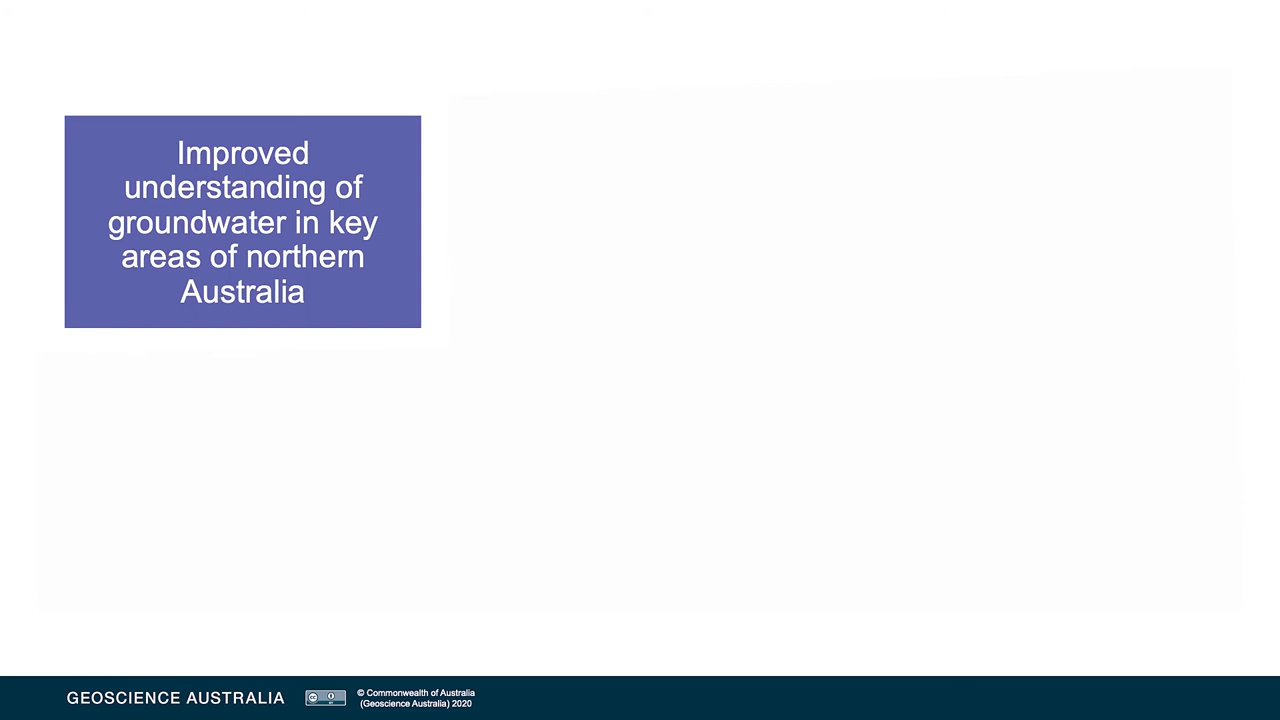 Improved
understanding of
groundwater in key
areas of northern
Australia
GEOSCIENCE AUSTRALIA
© Commonwealth of Australia
(Geoscience Australia) 2020